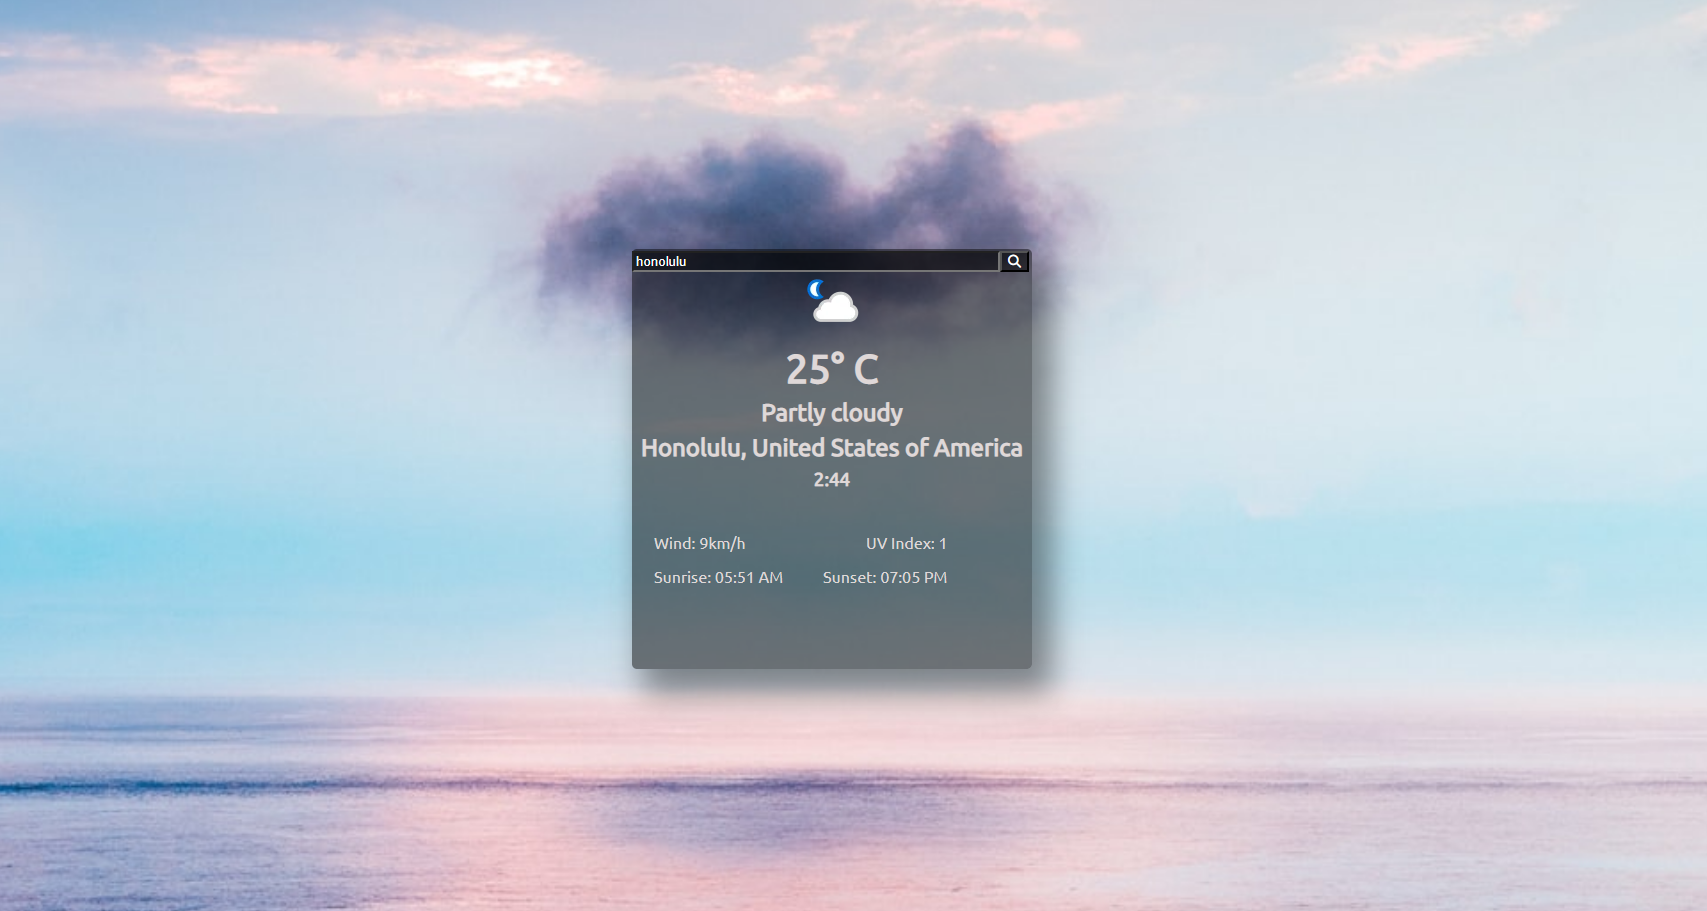 honolulu
25° C
Partly cloudy
Honolulu, United States of America
2:44
Wind: 9km/h UV Index: 1
Sunrise: 05:51 AM Sunset: 07:05 PM